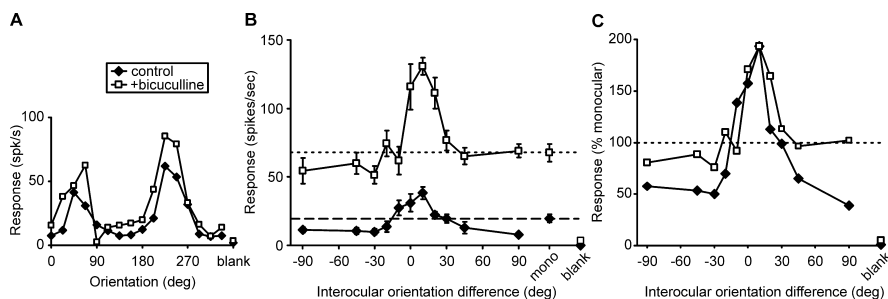 A
control
+bicuculline
100
50
0
Response (spk/s)
0 90 180 270 blank
Orientation (deg)
B
150
100
50
0
Response (spikes/sec)
-90 -60 -30 0 30 60 90 mono blank
Interocular orientation difference (deg)
C
200
150
100
50
0
Response (% monocular)
-90 -60 -30 0 30 60 90 blank
Interocular orientation difference (deg)